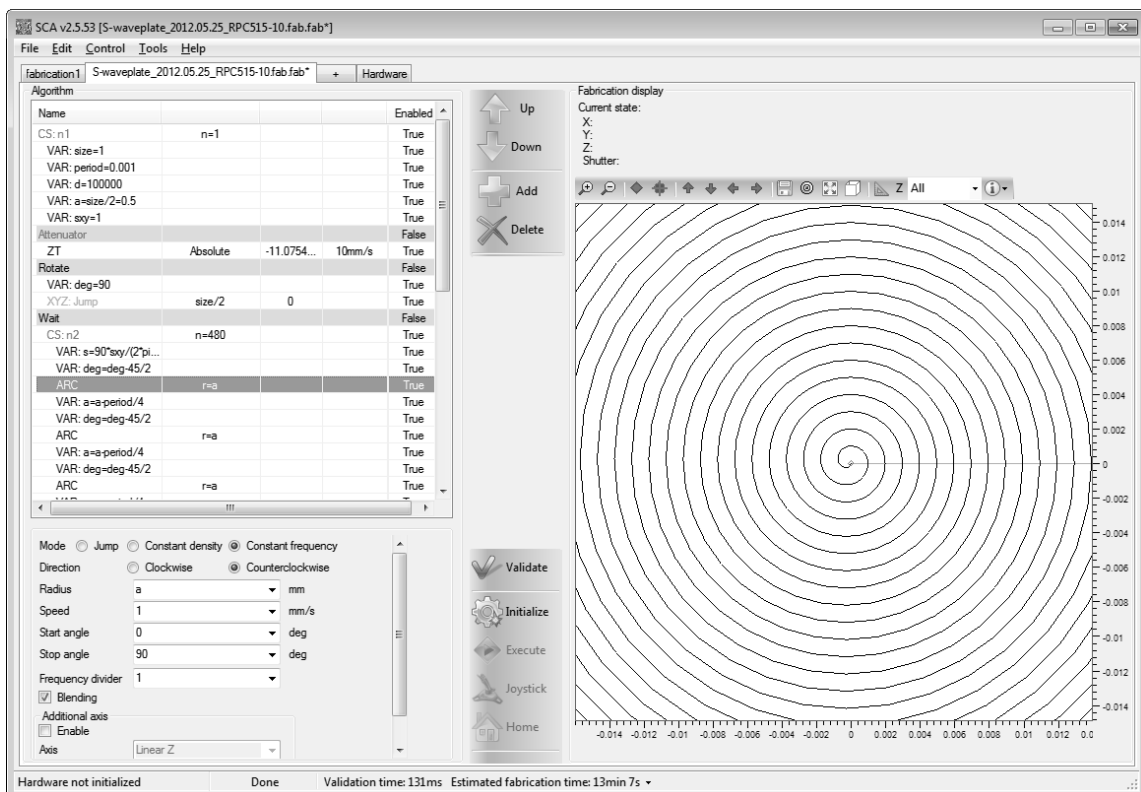 SCA v2.5.53 [S-waveplate_2012.05.25_RPC515-10.fab.fab*]
File Edit Control Tools Help
Fabrication1 S-waveplate_2012.05.25_RPC515-10.fab.fab* + Hardware
Algorithm
Name Enabled
CS: n1 n=1 True
VAR: size=1 True
VAR: period=0.001 True
VAR: d=100000 True
VAR: a=size/2=0.5 True
VAR: sxy=1 True
Attenuator False
ZT Absolute -11.0754... 10mm/s True
Rotate False
VAR: deg=90 True
XYZ: Jump size/2 0 True
Wait False
CS: n2 n=480 True
VAR: s=90*sxy/(2*pi... True
VAR: deg=deg-45/2 True
ARC r=a True
VAR: a=a-period/4 True
VAR: deg=deg-45/2 True
ARC r=a True
VAR: a=a-period/4 True
VAR: deg=deg-45/2 True
ARC r=a True
Mode Jump Constant density Constant frequency
Direction Clockwise Counterclockwise
Radius a mm
Speed 1 mm/s
Start angle 0 deg
Stop angle 90 deg
Frequency divider 1
Blending
Additional axis
Enable
Axis Linear Z
Up
Down
Add
Delete
Validate
Initialize
Execute
Joystick
Home
Fabrication display
Current state:
X:
Y:
Z:
Shutter:
Z All
0.014
0.012
0.01
0.008
0.006
0.004
0.002
0
-0.002
-0.004
-0.006
-0.008
-0.01
-0.012
-0.014
-0.014 -0.012 -0.01 -0.008 -0.006 -0.004 -0.002 0 0.002 0.004 0.006 0.008 0.01 0.012 0.0
Hardware not initialized Done Validation time: 131ms Estimated fabrication time: 13min 7s